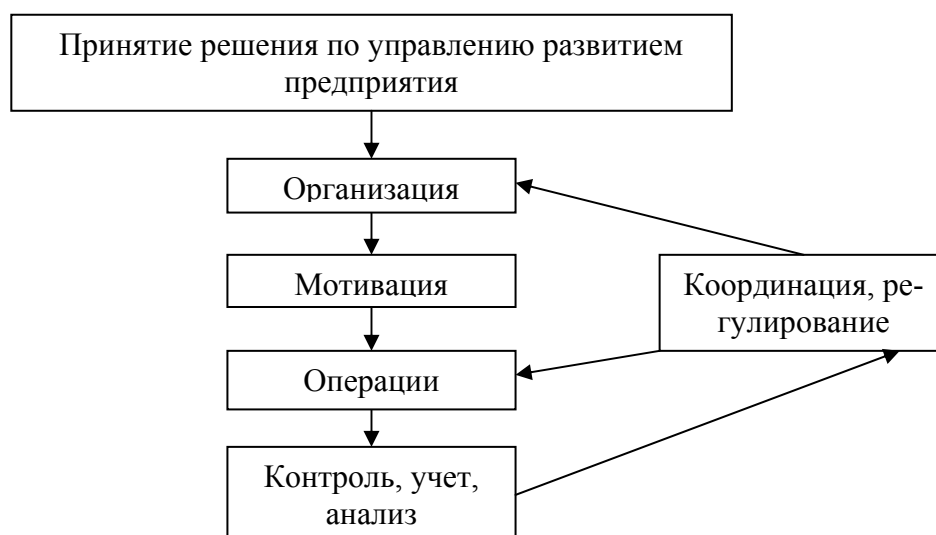 Принятие решения по управлению развитием
предприятия
Организация
Мотивация
Координация, ре-
гулирование
Операции
Контроль, учет,
анализ